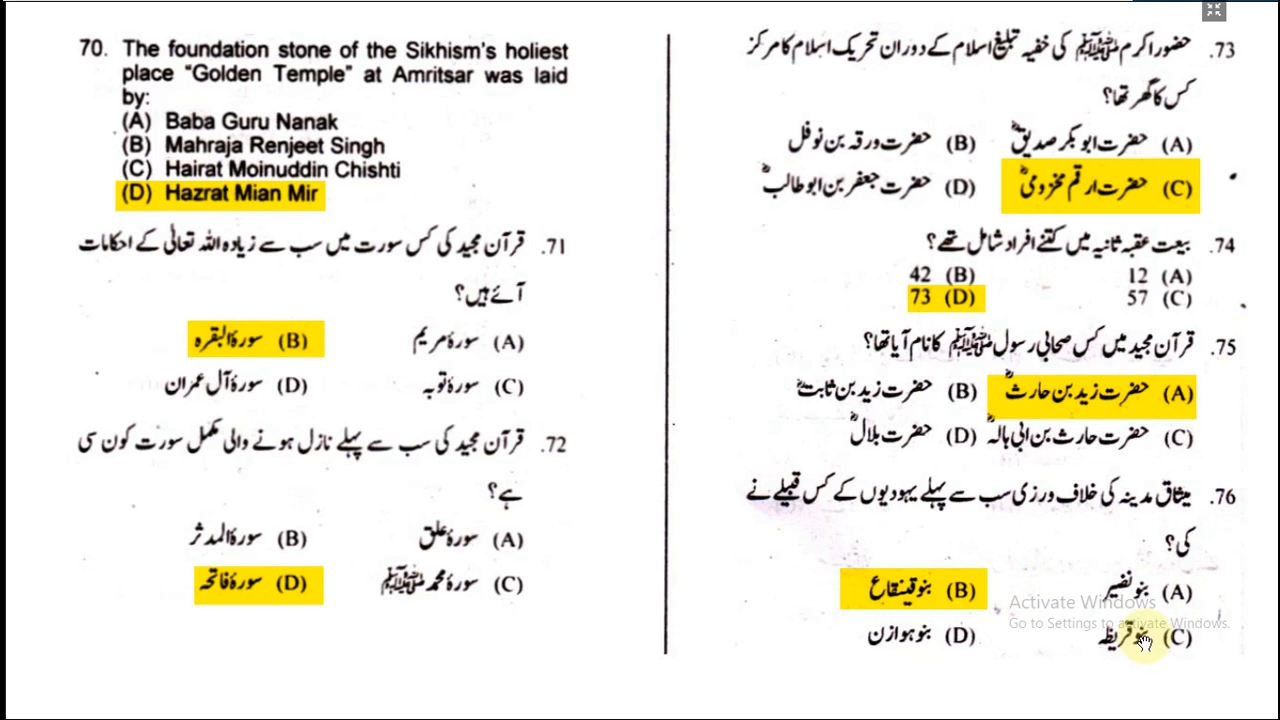 70. The foundation stone of the Sikhism's holiest
place "Golden Temple" at Amritsar was laid
by:
(A) Baba Guru Nanak
(B) Mahraja Renjeet Singh
(C) Hairat Moinuddin Chishti
(D) Hazrat Mian Mir
71. قرآن مجید کی کس سورت میں سب سے زیادہ اللہ تعالٰی کے احکامات
آئے ہیں؟
(A) سورۂ مریم (B) سورۂ البقرہ
(C) سورۂ توبہ (D) سورۂ آل عمران
72. قرآن مجید کی سب سے پہلے نازل ہونے والی مکمل سورت کون سی
ہے؟
(A) سورۂ علق (B) سورۂ المدثر
(C) سورۂ محمد ﷺ (D) سورۂ فاتحہ
73. حضور اکرم ﷺ کی خفیہ تبلیغ اسلام کے دوران تحریک اسلام کا مرکز
کس کا گھر تھا؟
(A) حضرت ابو بکر صدیقؓ (B) حضرت ورقہ بن نوفل
(C) حضرت ارقم مخزومیؓ (D) حضرت جعفر بن ابو طالبؓ
74. بیعت عقبہ ثانیہ میں کتنے افراد شامل تھے؟
(A) 12 (B) 42
(C) 57 (D) 73
75. قرآن مجید میں کس صحابی رسول ﷺ کا نام آیا تھا؟
(A) حضرت زید بن حارثؓ (B) حضرت زید بن ثابتؓ
(C) حضرت حارث بن ابی ہالہؓ (D) حضرت بلالؓ
76. میثاق مدینہ کی خلاف ورزی سب سے پہلے یہودیوں کے کس قبیلے نے
کی؟
(A) بنو نضیر (B) بنو قینقاع
(C) بنو قریظہ (D) بنو ہوازن
Activate Windows
Go to Settings to activate Windows.